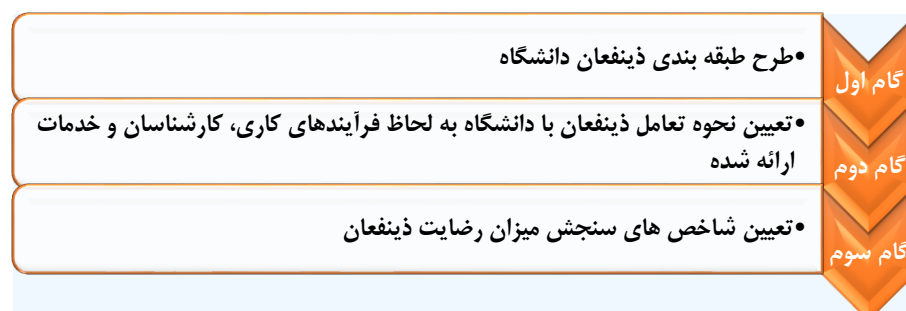 گام اول
•طرح طبقه بندی ذینفعان دانشگاه
گام دوم
•تعیین نحوه تعامل ذینفعان با دانشگاه به لحاظ فرآیندهای کاری، کارشناسان و خدمات
ارائه شده
گام سوم
•تعیین شاخص های سنجش میزان رضایت ذینفعان